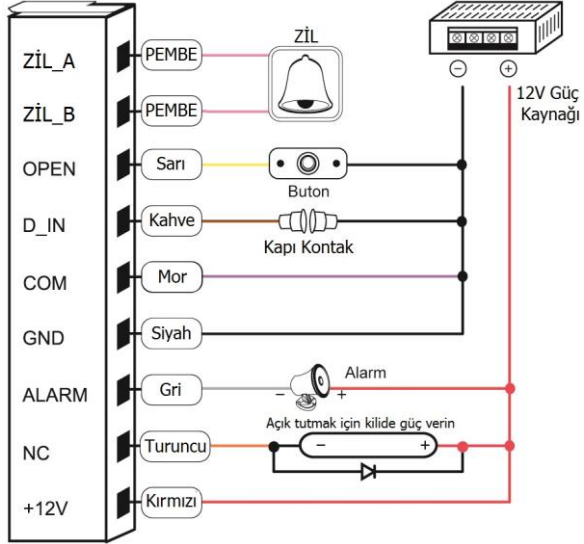 ZİL
ZİL_A PEMBE
ZİL_B PEMBE
12V Güç
Kaynağı
− +
OPEN Sarı
Buton
D_IN Kahve
Kapı Kontak
COM Mor
GND Siyah
Alarm
ALARM Gri − +
Açık tutmak için kilide güç verin
NC Turuncu − +
+12V Kırmızı